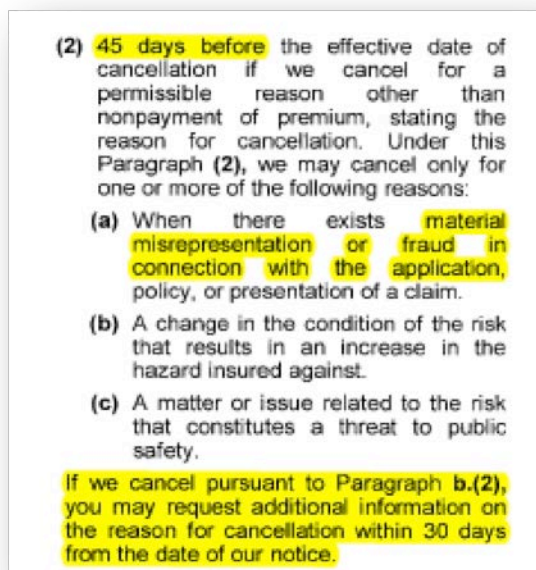 (2) 45 days before the effective date of
cancellation if we cancel for a
permissible reason other than
nonpayment of premium, stating the
reason for cancellation. Under this
Paragraph (2), we may cancel only for
one or more of the following reasons:
(a) When there exists material
misrepresentation or fraud in
connection with the application,
policy, or presentation of a claim.
(b) A change in the condition of the risk
that results in an increase in the
hazard insured against.
(c) A matter or issue related to the risk
that constitutes a threat to public
safety.
If we cancel pursuant to Paragraph b.(2),
you may request additional information on
the reason for cancellation within 30 days
from the date of our notice.